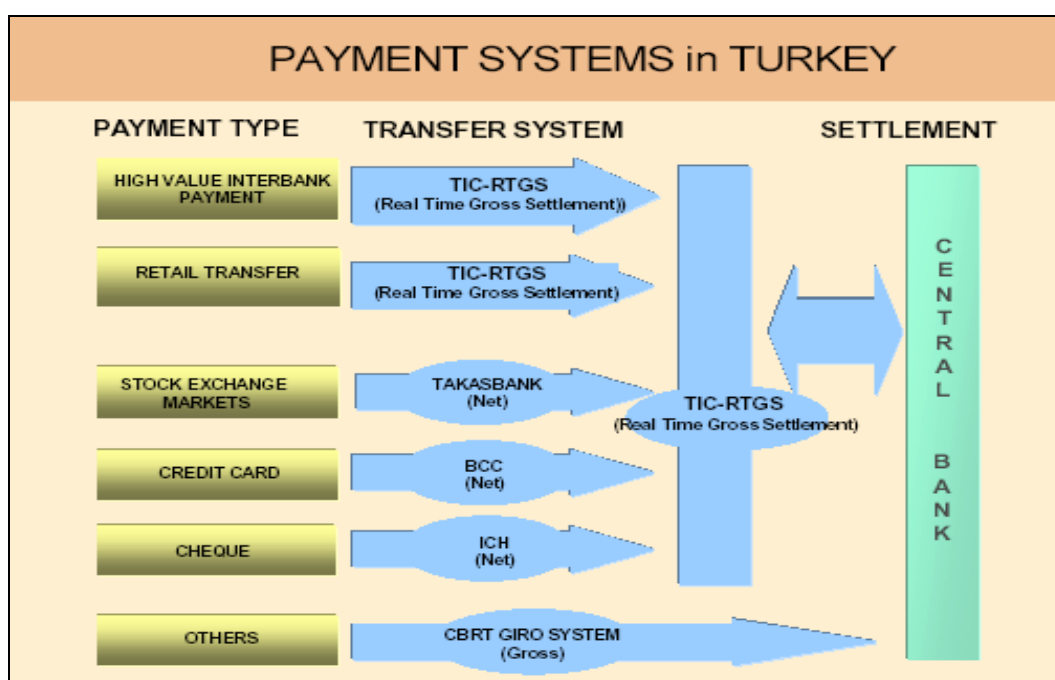 PAYMENT SYSTEMS in TURKEY
PAYMENT TYPE
TRANSFER SYSTEM
SETTLEMENT
HIGH VALUE INTERBANK
PAYMENT
TIC-RTGS
(Real Time Gross Settlement))
RETAIL TRANSFER
TIC-RTGS
(Real Time Gross Settlement)
STOCK EXCHANGE
MARKETS
TAKASBANK
(Net)
TIC-RTGS
(Real Time Gross Settlement)
CREDIT CARD
BCC
(Net)
CHEQUE
ICH
(Net)
OTHERS
CBRT GIRO SYSTEM
(Gross)
CENTRAL BANK